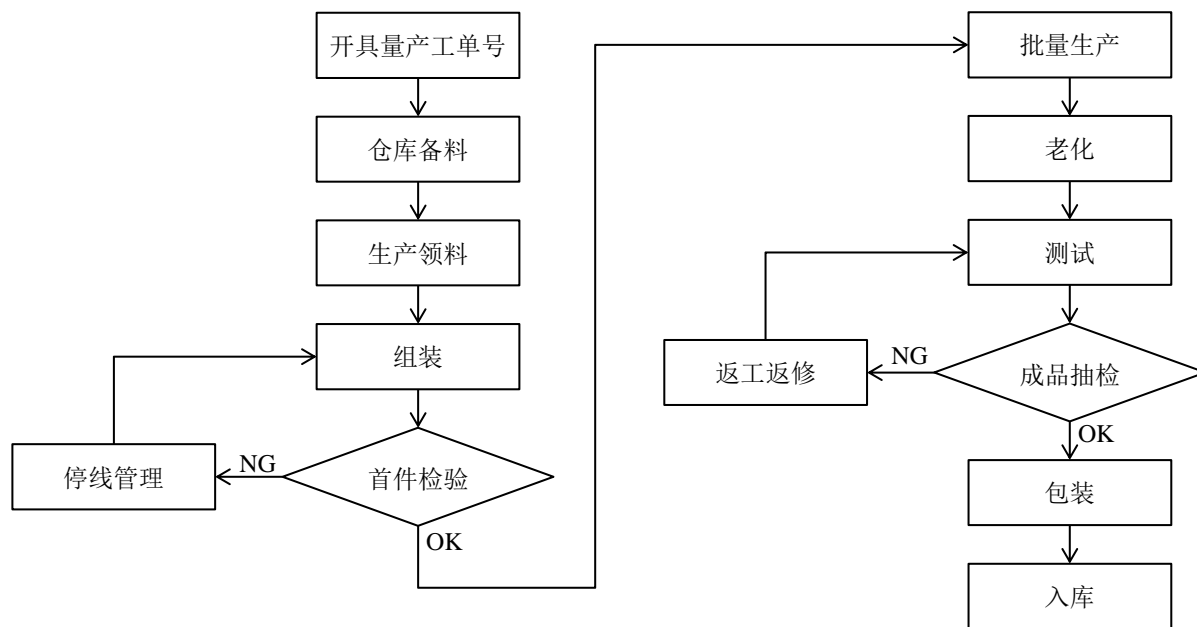 开具量产工单号
仓库备料
生产领料
组装
停线管理
NG
首件检验
OK
批量生产
老化
测试
返工返修
NG
成品抽检
OK
包装
入库